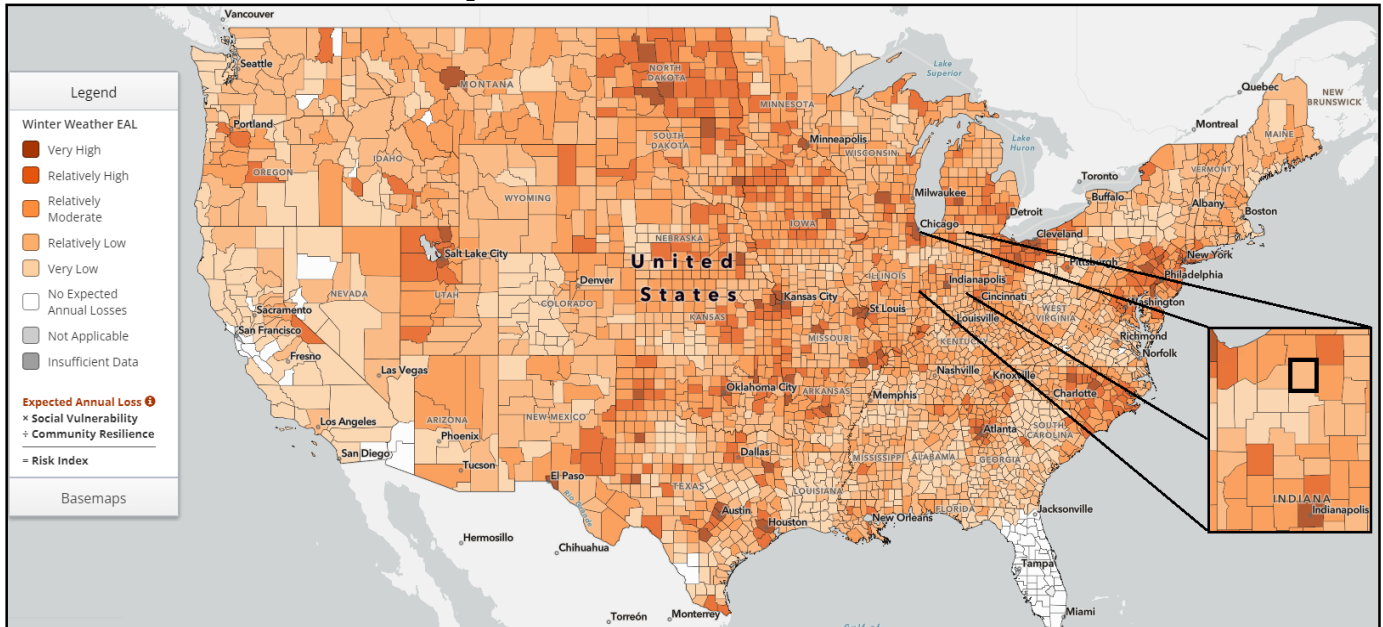 Legend
Winter Weather EAL
Very High
Relatively High
Relatively
Moderate
Relatively Low
Very Low
No Expected
Annual Losses
Not Applicable
Insufficient Data
Expected Annual Loss
× Social Vulnerability
÷ Community Resilience
= Risk Index
Basemaps
Vancouver
Seattle
Portland
OREGON
IDAHO
MONTANA
WYOMING
NORTH
DAKOTA
SOUTH
DAKOTA
MINNESOTA
Minneapolis
WISCONSIN
Lake
Superior
Lake
Huron
Quebec
NEW
BRUNSWICK
Montreal
MAINE
Toronto
VERMONT
Buffalo
Albany
Boston
Milwaukee
Detroit
Chicago
Cleveland
IOWA
NEBRASKA
United
States
Salt Lake City
NEVADA
UTAH
Sacramento
San Francisco
Fresno
Denver
COLORADO
KANSAS
Kansas City
ILLINOIS
St Louis
MISSOURI
Indianapolis
Cincinnati
Louisville
KENTUCKY
Pittsburgh
New York
Philadelphia
Washington
WEST
VIRGINIA
Richmond
Norfolk
Las Vegas
Los Angeles
San Diego
ARIZONA
Phoenix
Tucson
NEW MEXICO
El Paso
Oklahoma City
ARKANSAS
Memphis
Nashville
Knoxville
Charlotte
Atlanta
SOUTH
CAROLINA
MISSISSIPPI
ALABAMA
GEORGIA
Dallas
TEXAS
LOUISIANA
Austin
Houston
New Orleans
FLORIDA
Jacksonville
Tampa
Miami
Hermosillo
Chihuahua
Torreón
Monterrey
INDIANA
Indianapolis